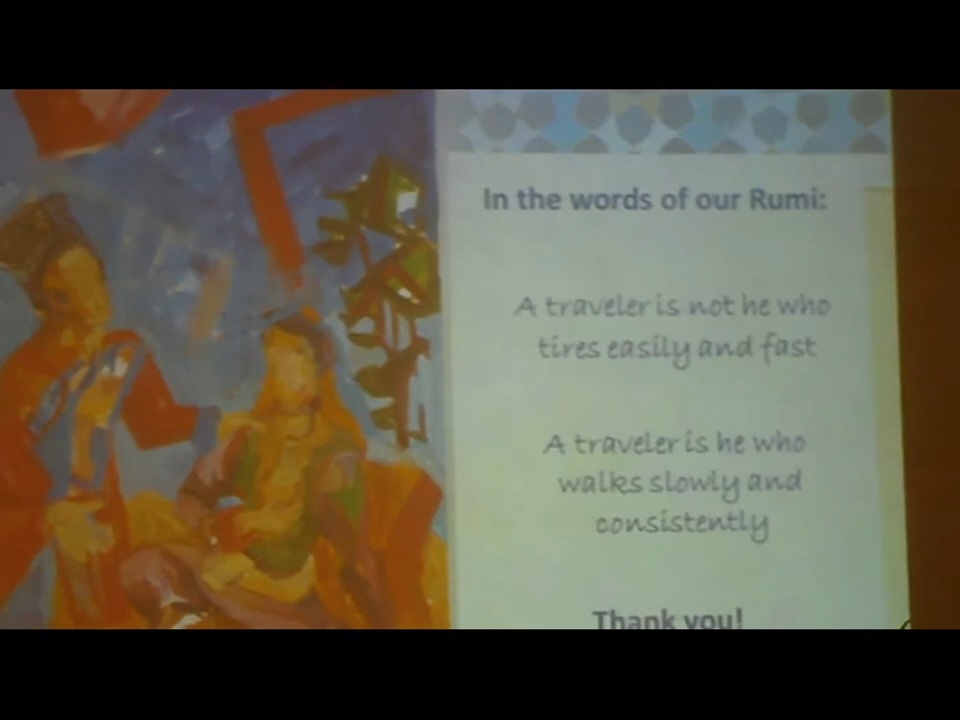 In the words of our Rumi:
A traveler is not he who
tires easily and fast
A traveler is he who
walks slowly and
consistently
Thank you!